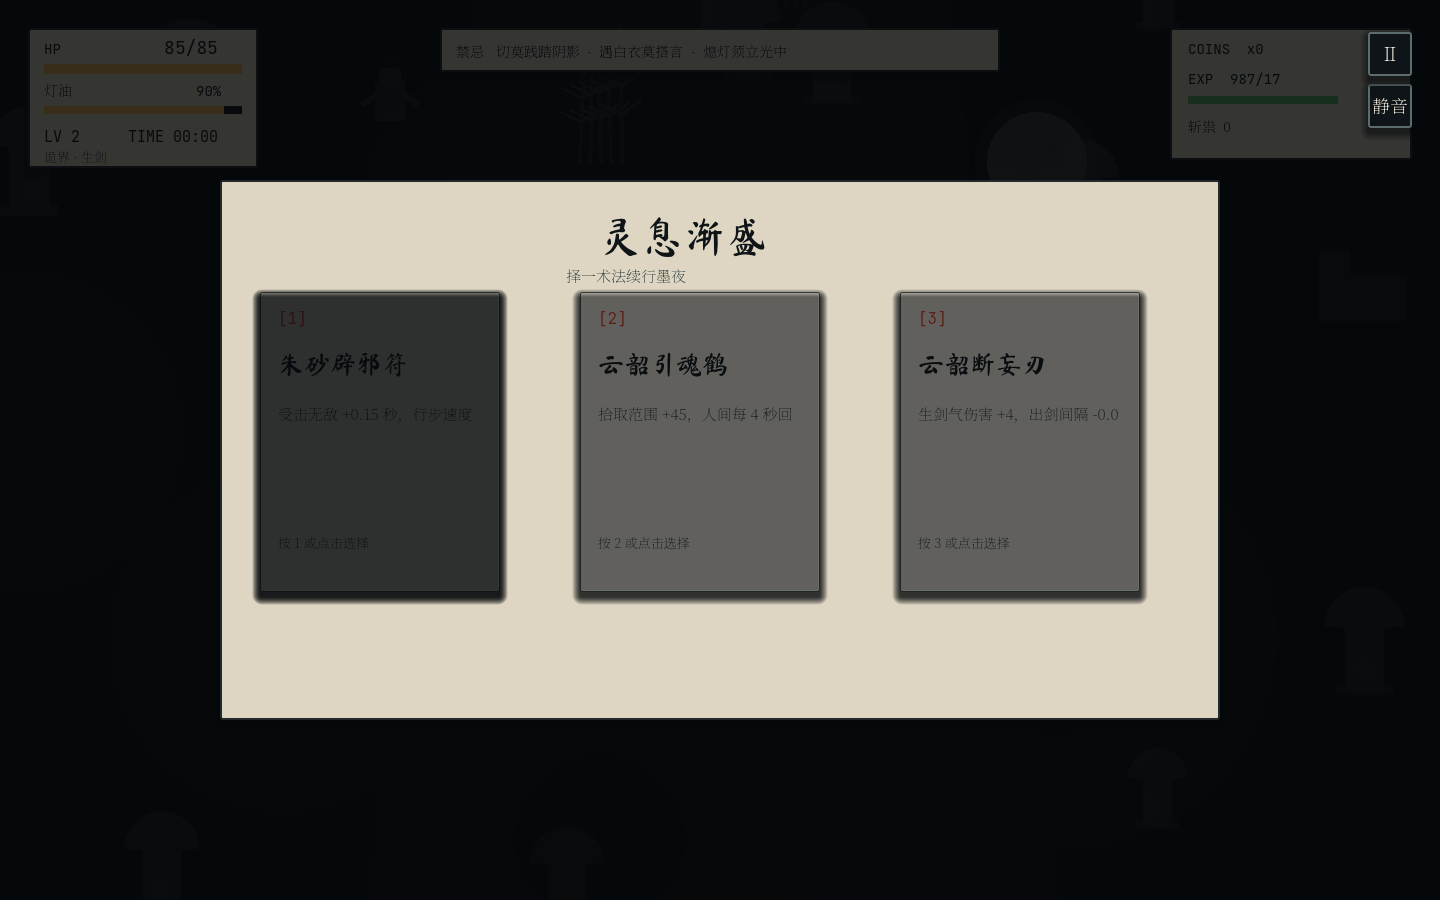 HP 85/85
灯油 90%
LV 2 TIME 00:00
诡界 · 生剑
禁忌 切莫践踏阴影 · 遇白衣莫搭言 · 熄灯须立光中
COINS x0
EXP 987/17
斩祟 0
II
静音
灵息渐盛
择一术法续行墨夜
[1]
朱砂辟邪符
受击无敌 +0.15 秒，行步速度
按 1 或点击选择
[2]
云韶引魂鹤
拾取范围 +45，人间每 4 秒回
按 2 或点击选择
[3]
云韶断妄刃
生剑气伤害 +4，出剑间隔 -0.0
按 3 或点击选择